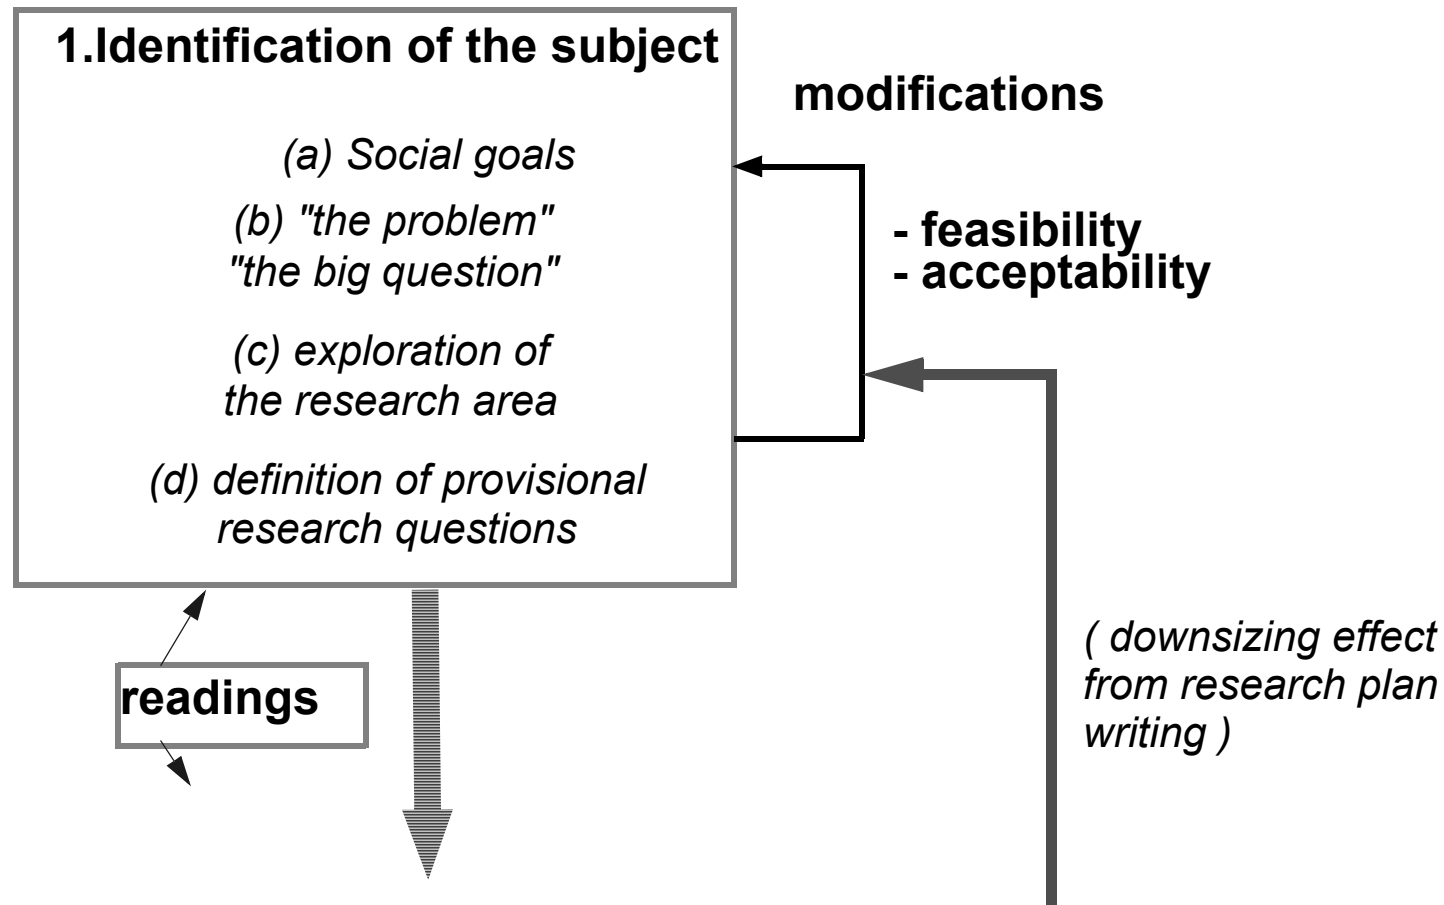 1.Identification of the subject
(a) Social goals
(b) "the problem"
"the big question"
(c) exploration of
the research area
(d) definition of provisional
research questions
modifications
- feasibility
- acceptability
readings
( downsizing effect
from research plan
writing )